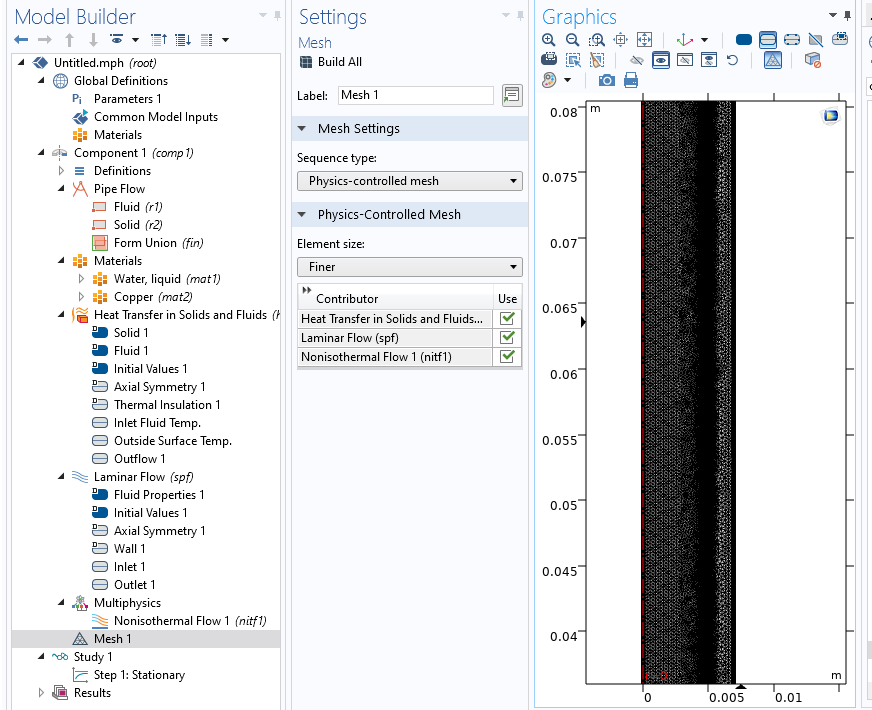 Model Builder
Untitled.mph (root)
Global Definitions
Pi Parameters 1
Common Model Inputs
Materials
Component 1 (comp1)
Definitions
Pipe Flow
Fluid (r1)
Solid (r2)
Form Union (fin)
Materials
Water, liquid (mat1)
Copper (mat2)
Heat Transfer in Solids and Fluids (h
Solid 1
Fluid 1
Initial Values 1
Axial Symmetry 1
Thermal Insulation 1
Inlet Fluid Temp.
Outside Surface Temp.
Outflow 1
Laminar Flow (spf)
Fluid Properties 1
Initial Values 1
Axial Symmetry 1
Wall 1
Inlet 1
Outlet 1
Multiphysics
Nonisothermal Flow 1 (nitf1)
Mesh 1
Study 1
Step 1: Stationary
Results
Settings
Mesh
Build All
Label: Mesh 1
Mesh Settings
Sequence type:
Physics-controlled mesh
Physics-Controlled Mesh
Element size:
Finer
Contributor Use
Heat Transfer in Solids and Fluids...
Laminar Flow (spf)
Nonisothermal Flow 1 (nitf1)
Graphics
m
0.08
0.075
0.07
0.065
0.06
0.055
0.05
0.045
0.04
r=0
m
0 0.005 0.01